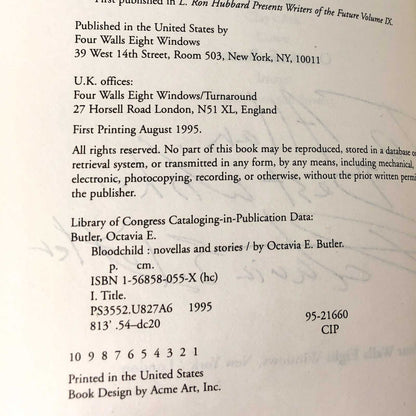 First published in L. Ron Hubbard Presents Writers of the Future Volume IX.
Published in the United States by
Four Walls Eight Windows
39 West 14th Street, Room 503, New York, NY, 10011
U.K. offices:
Four Walls Eight Windows/Turnaround
27 Horsell Road London, N51 XL, England
First Printing August 1995.
All rights reserved. No part of this book may be reproduced, stored in a database or
retrieval system, or transmitted in any form, by any means, including mechanical,
electronic, photocopying, recording, or otherwise, without the prior written
the publisher.
Library of Congress Cataloging-in-Publication Data:
Butler, Octavia E.
Bloodchild : novellas and stories / by Octavia E. Butler.
p. cm.
ISBN 1-56858-055-X (hc)
I. Title.
PS3552.U827A6 1995
813' .54–dc20
95-21660
CIP
10 9 8 7 6 5 4 3 2 1
Printed in the United States
Book Design by Acme Art, Inc.